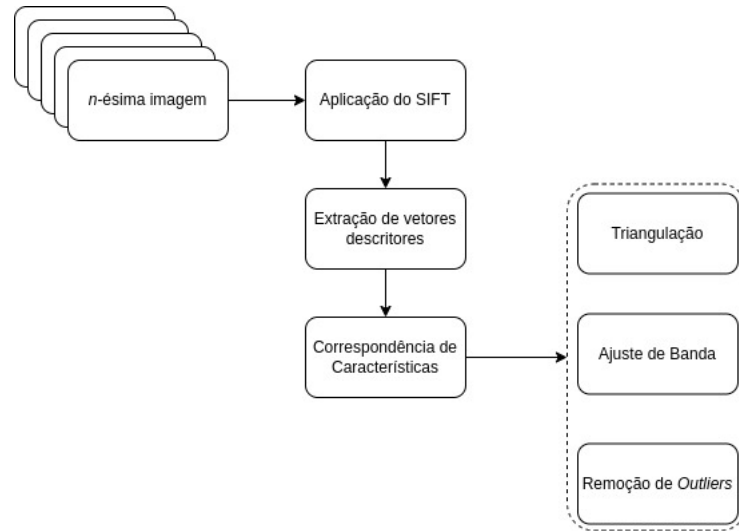 n-ésima imagem
Aplicação do SIFT
Extração de vetores
descritores
Correspondência de
Características
Triangulação
Ajuste de Banda
Remoção de Outliers